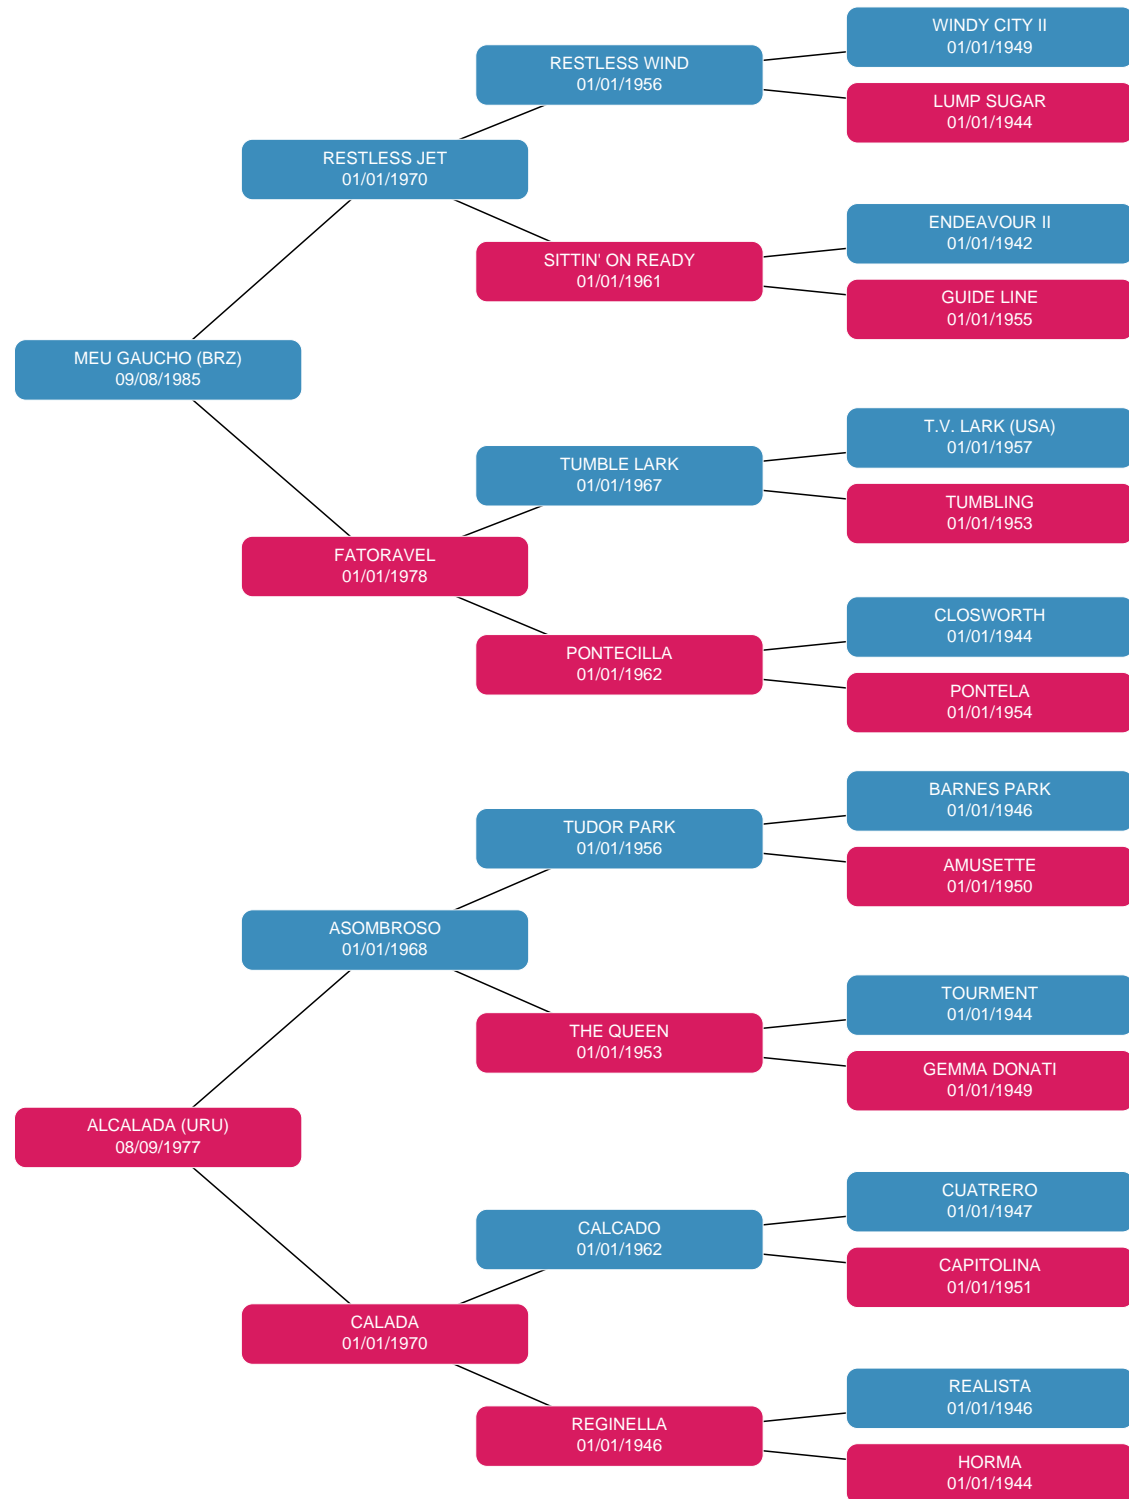 WINDY CITY II
01/01/1949
RESTLESS WIND
01/01/1956
LUMP SUGAR
01/01/1944
RESTLESS JET
01/01/1970
ENDEAVOUR II
01/01/1942
SITTIN' ON READY
01/01/1961
GUIDE LINE
01/01/1955
MEU GAUCHO (BRZ)
09/08/1985
T.V. LARK (USA)
01/01/1957
TUMBLE LARK
01/01/1967
TUMBLING
01/01/1953
FATORAVEL
01/01/1978
CLOSWORTH
01/01/1944
PONTECILLA
01/01/1962
PONTELA
01/01/1954
BARNES PARK
01/01/1946
TUDOR PARK
01/01/1956
AMUSETTE
01/01/1950
ASOMBROSO
01/01/1968
TOURMENT
01/01/1944
THE QUEEN
01/01/1953
GEMMA DONATI
01/01/1949
ALCALADA (URU)
08/09/1977
CUATRERO
01/01/1947
CALCADO
01/01/1962
CAPITOLINA
01/01/1951
CALADA
01/01/1970
REALISTA
01/01/1946
REGINELLA
01/01/1946
HORMA
01/01/1944